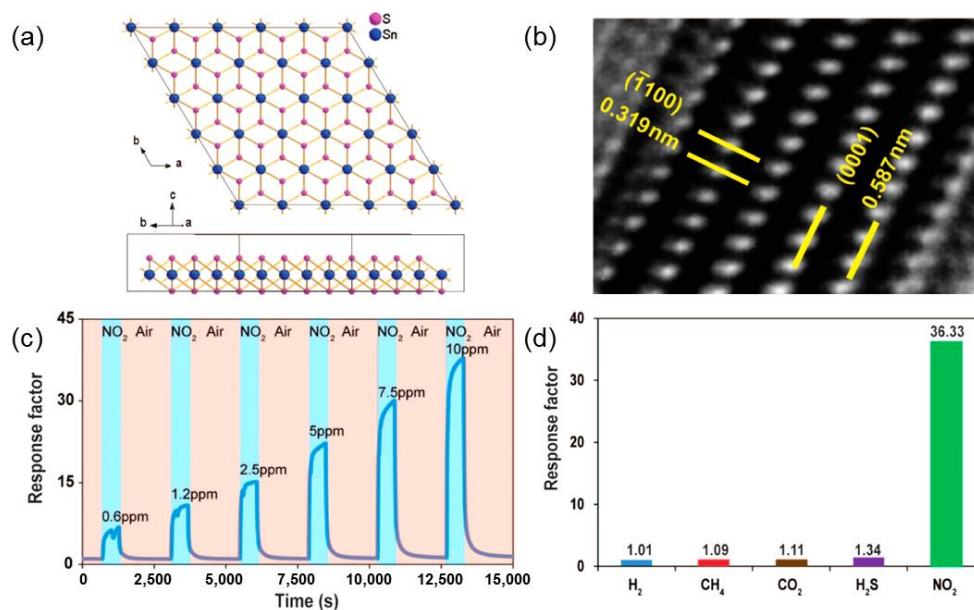 (a)
S
Sn
b
a
c
b
a
(b)
(1̅100)
0.319nm
(0001)
0.587nm
(c)
45
30
15
0
Response factor
NO₂ Air NO₂ Air NO₂ Air NO₂ Air NO₂ Air NO₂ Air
0.6ppm
1.2ppm
2.5ppm
5ppm
7.5ppm
10ppm
0 2,500 5,000 7,500 10,000 15,000
Time (s)
(d)
40
30
20
10
0
Response factor
1.01
1.09
1.11
1.34
36.33
H₂ CH₄ CO₂ H₂S NO₂